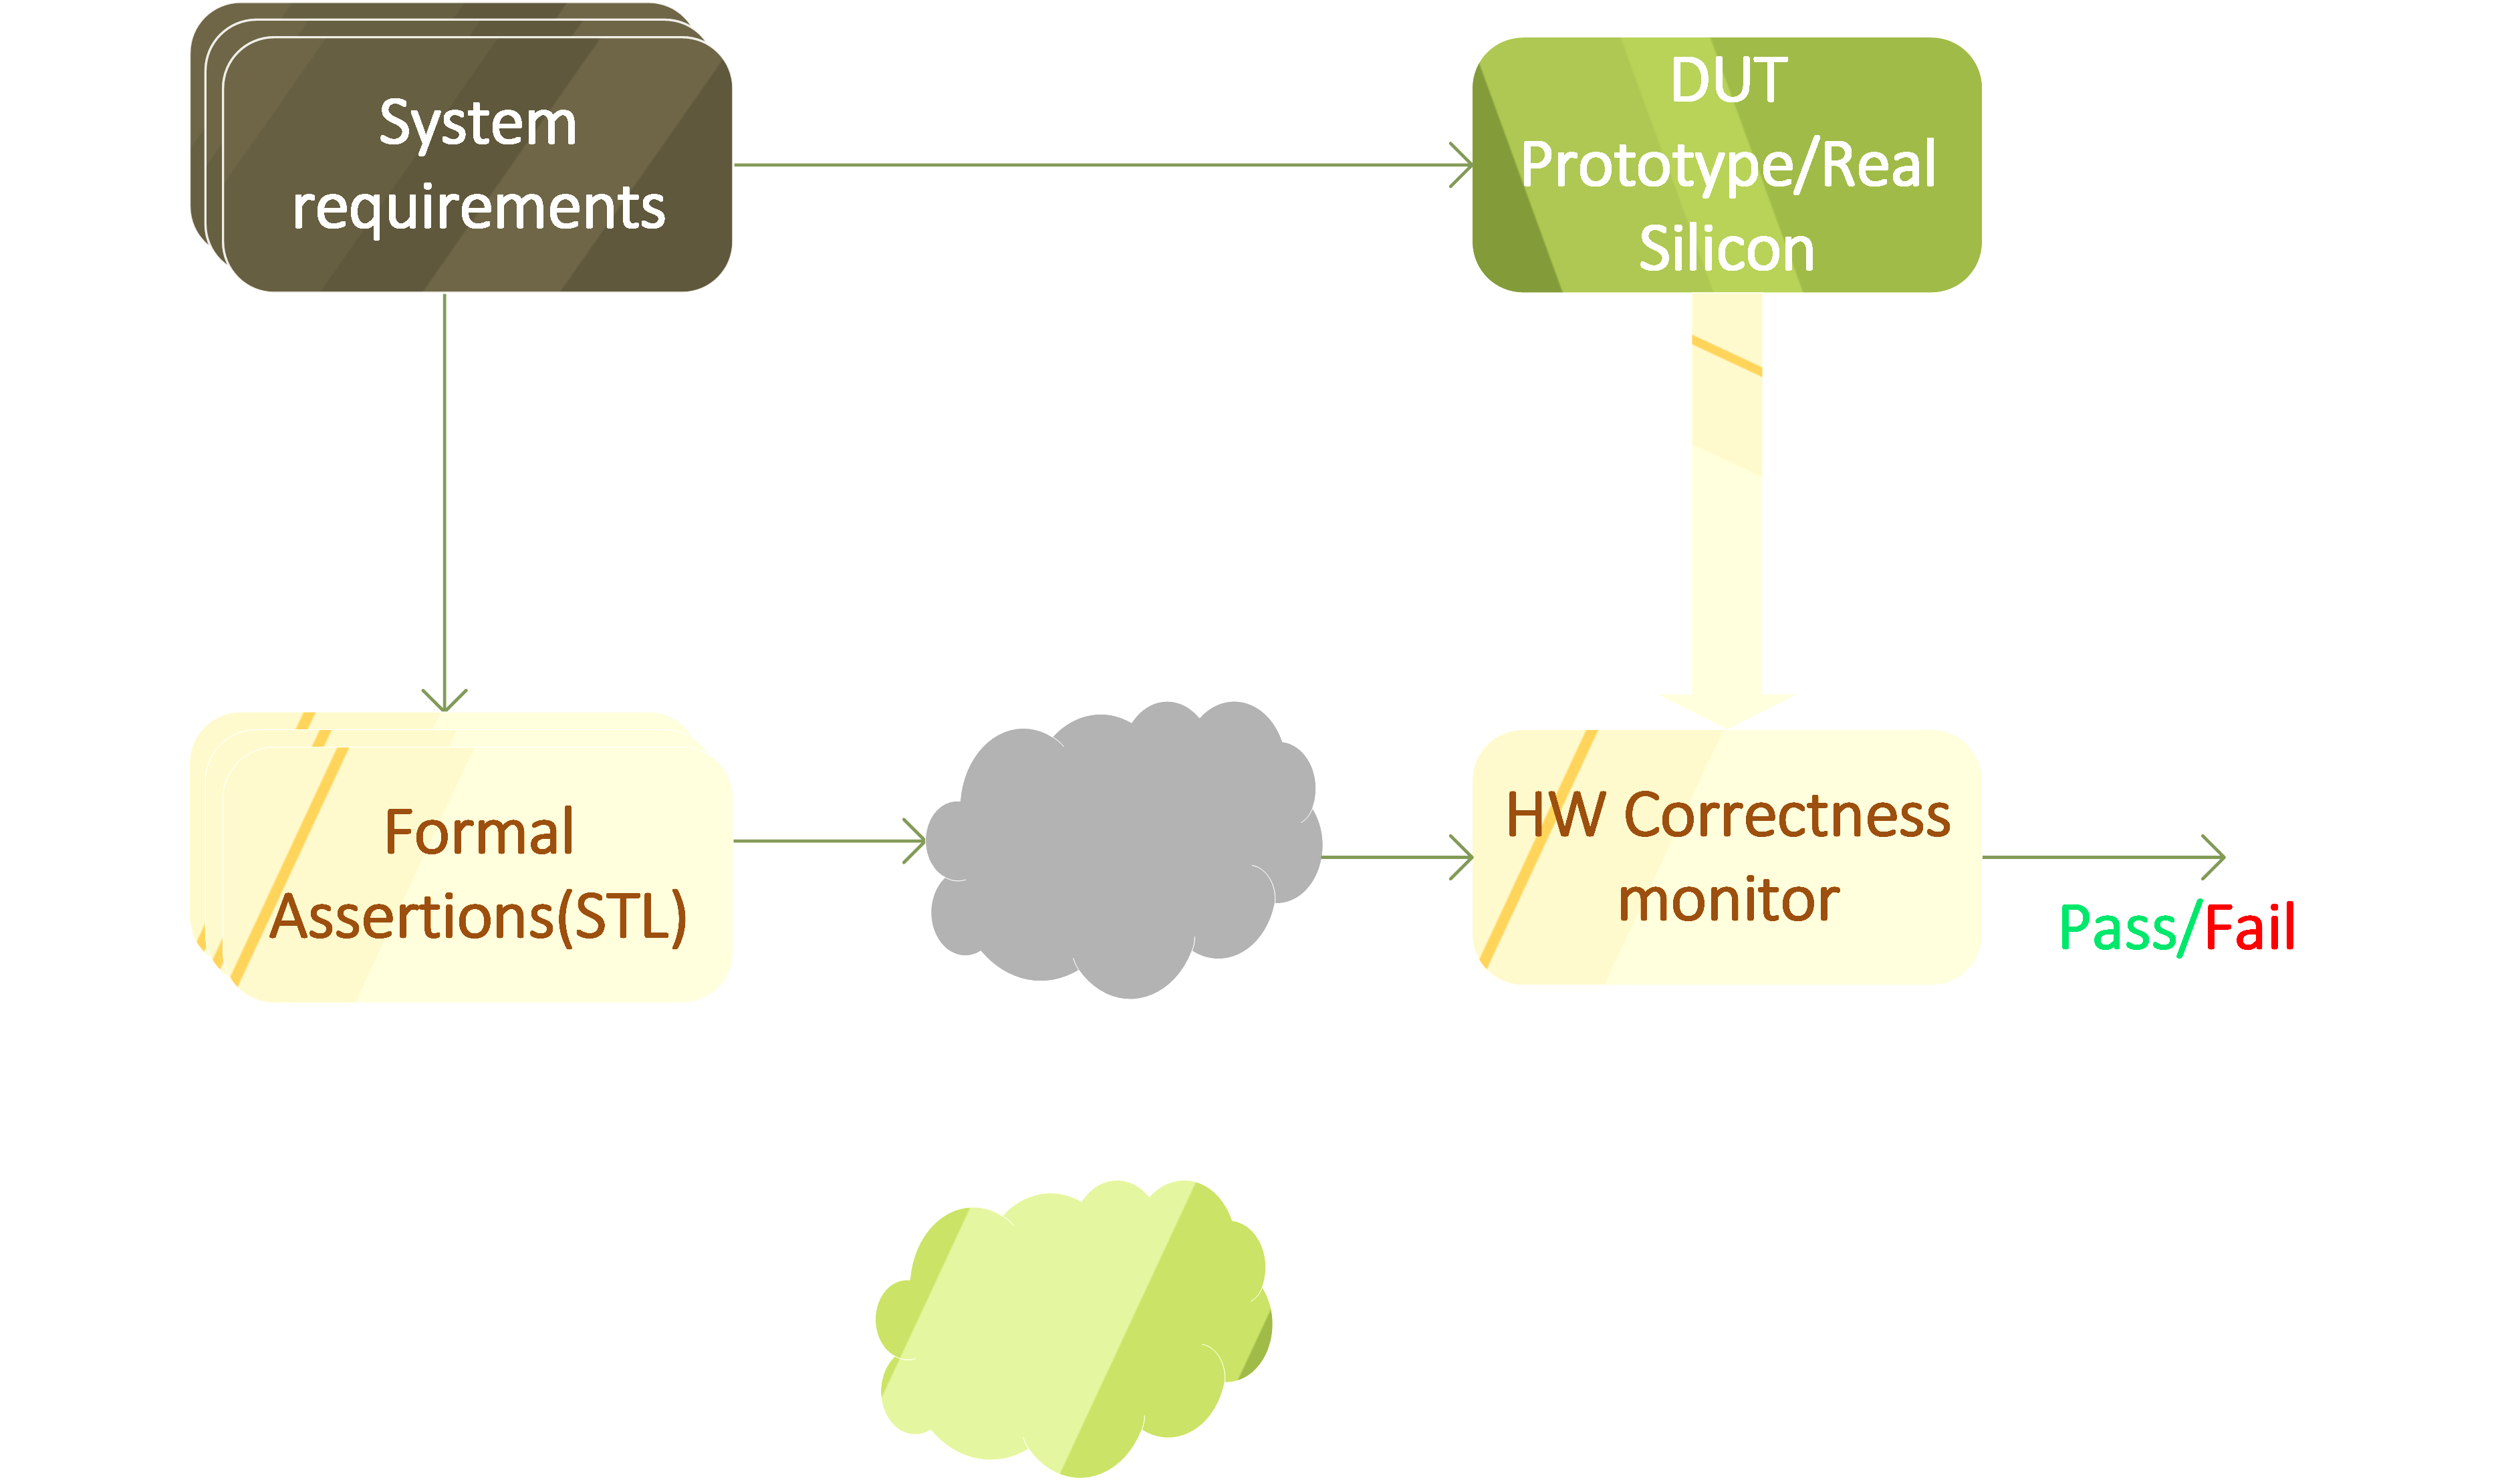 System
requirements
DUT
Prototype/Real
Silicon
Formal
Assertions(STL)
HW Correctness
monitor
Pass/Fail